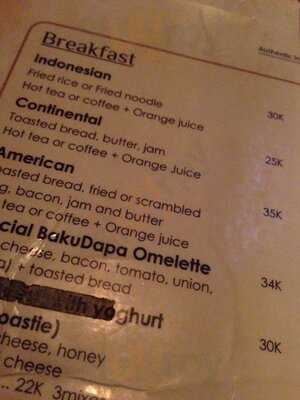 Breakfast
Authentic
Indonesian
Fried rice or Fried noodle
Hot tea or coffee + Orange juice 30K
Continental
Toasted bread, butter, jam
Hot tea or coffee + Orange Juice 25K
American
oasted bread, fried or scrambled
g, bacon, jam and butter
tea or coffee + Orange juice 35K
cial BakuDapa Omelette
cheese, bacon, tomato, union,
a) + toasted bread 34K
yoghurt
oastie)
cheese, honey 30K
cheese
.. 22K 3mix